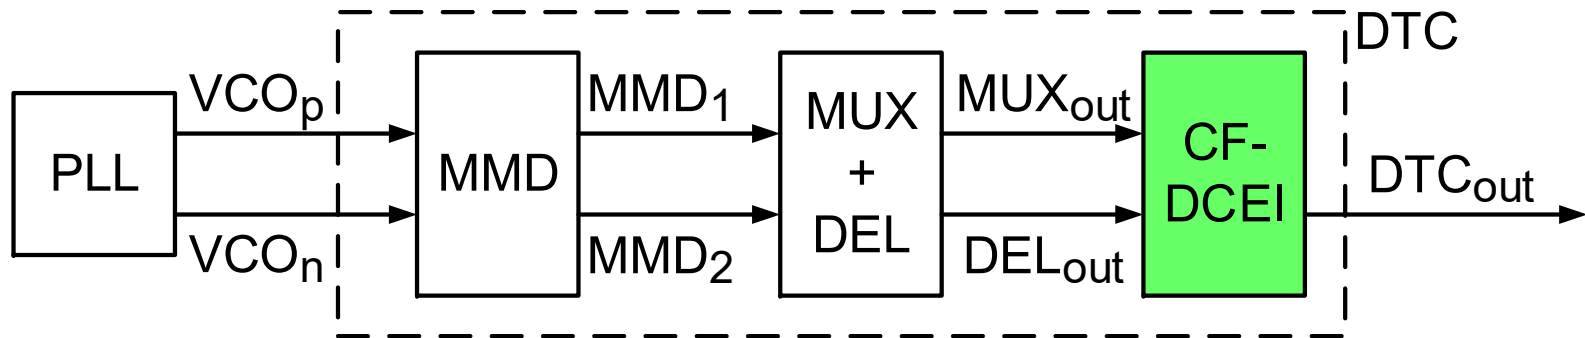 DTC
PLL
VCOp
VCOn
MMD
MMD1
MMD2
MUX
+
DEL
MUXout
DELout
CF-
DCEI
DTCout